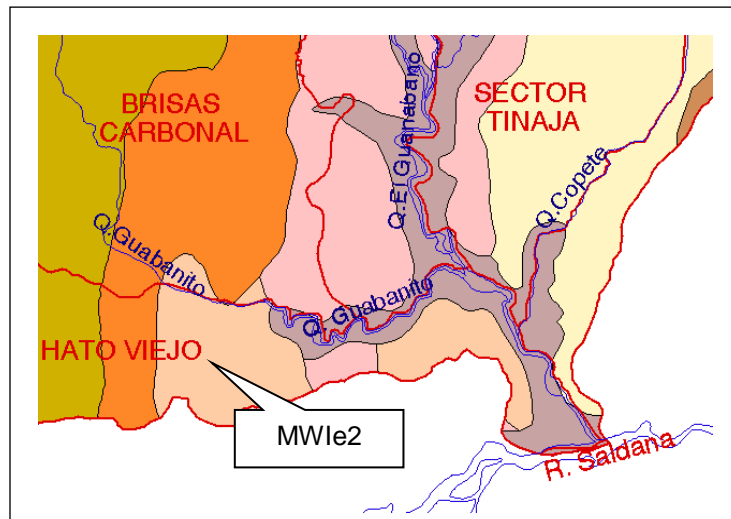 BRISAS
CARBONAL
Q.El Guanabano
SECTOR
TINAJA
Q.Copete
Q.Guabanito
Q. Guabanito
HATO VIEJO
MWIe2
R. Saldana